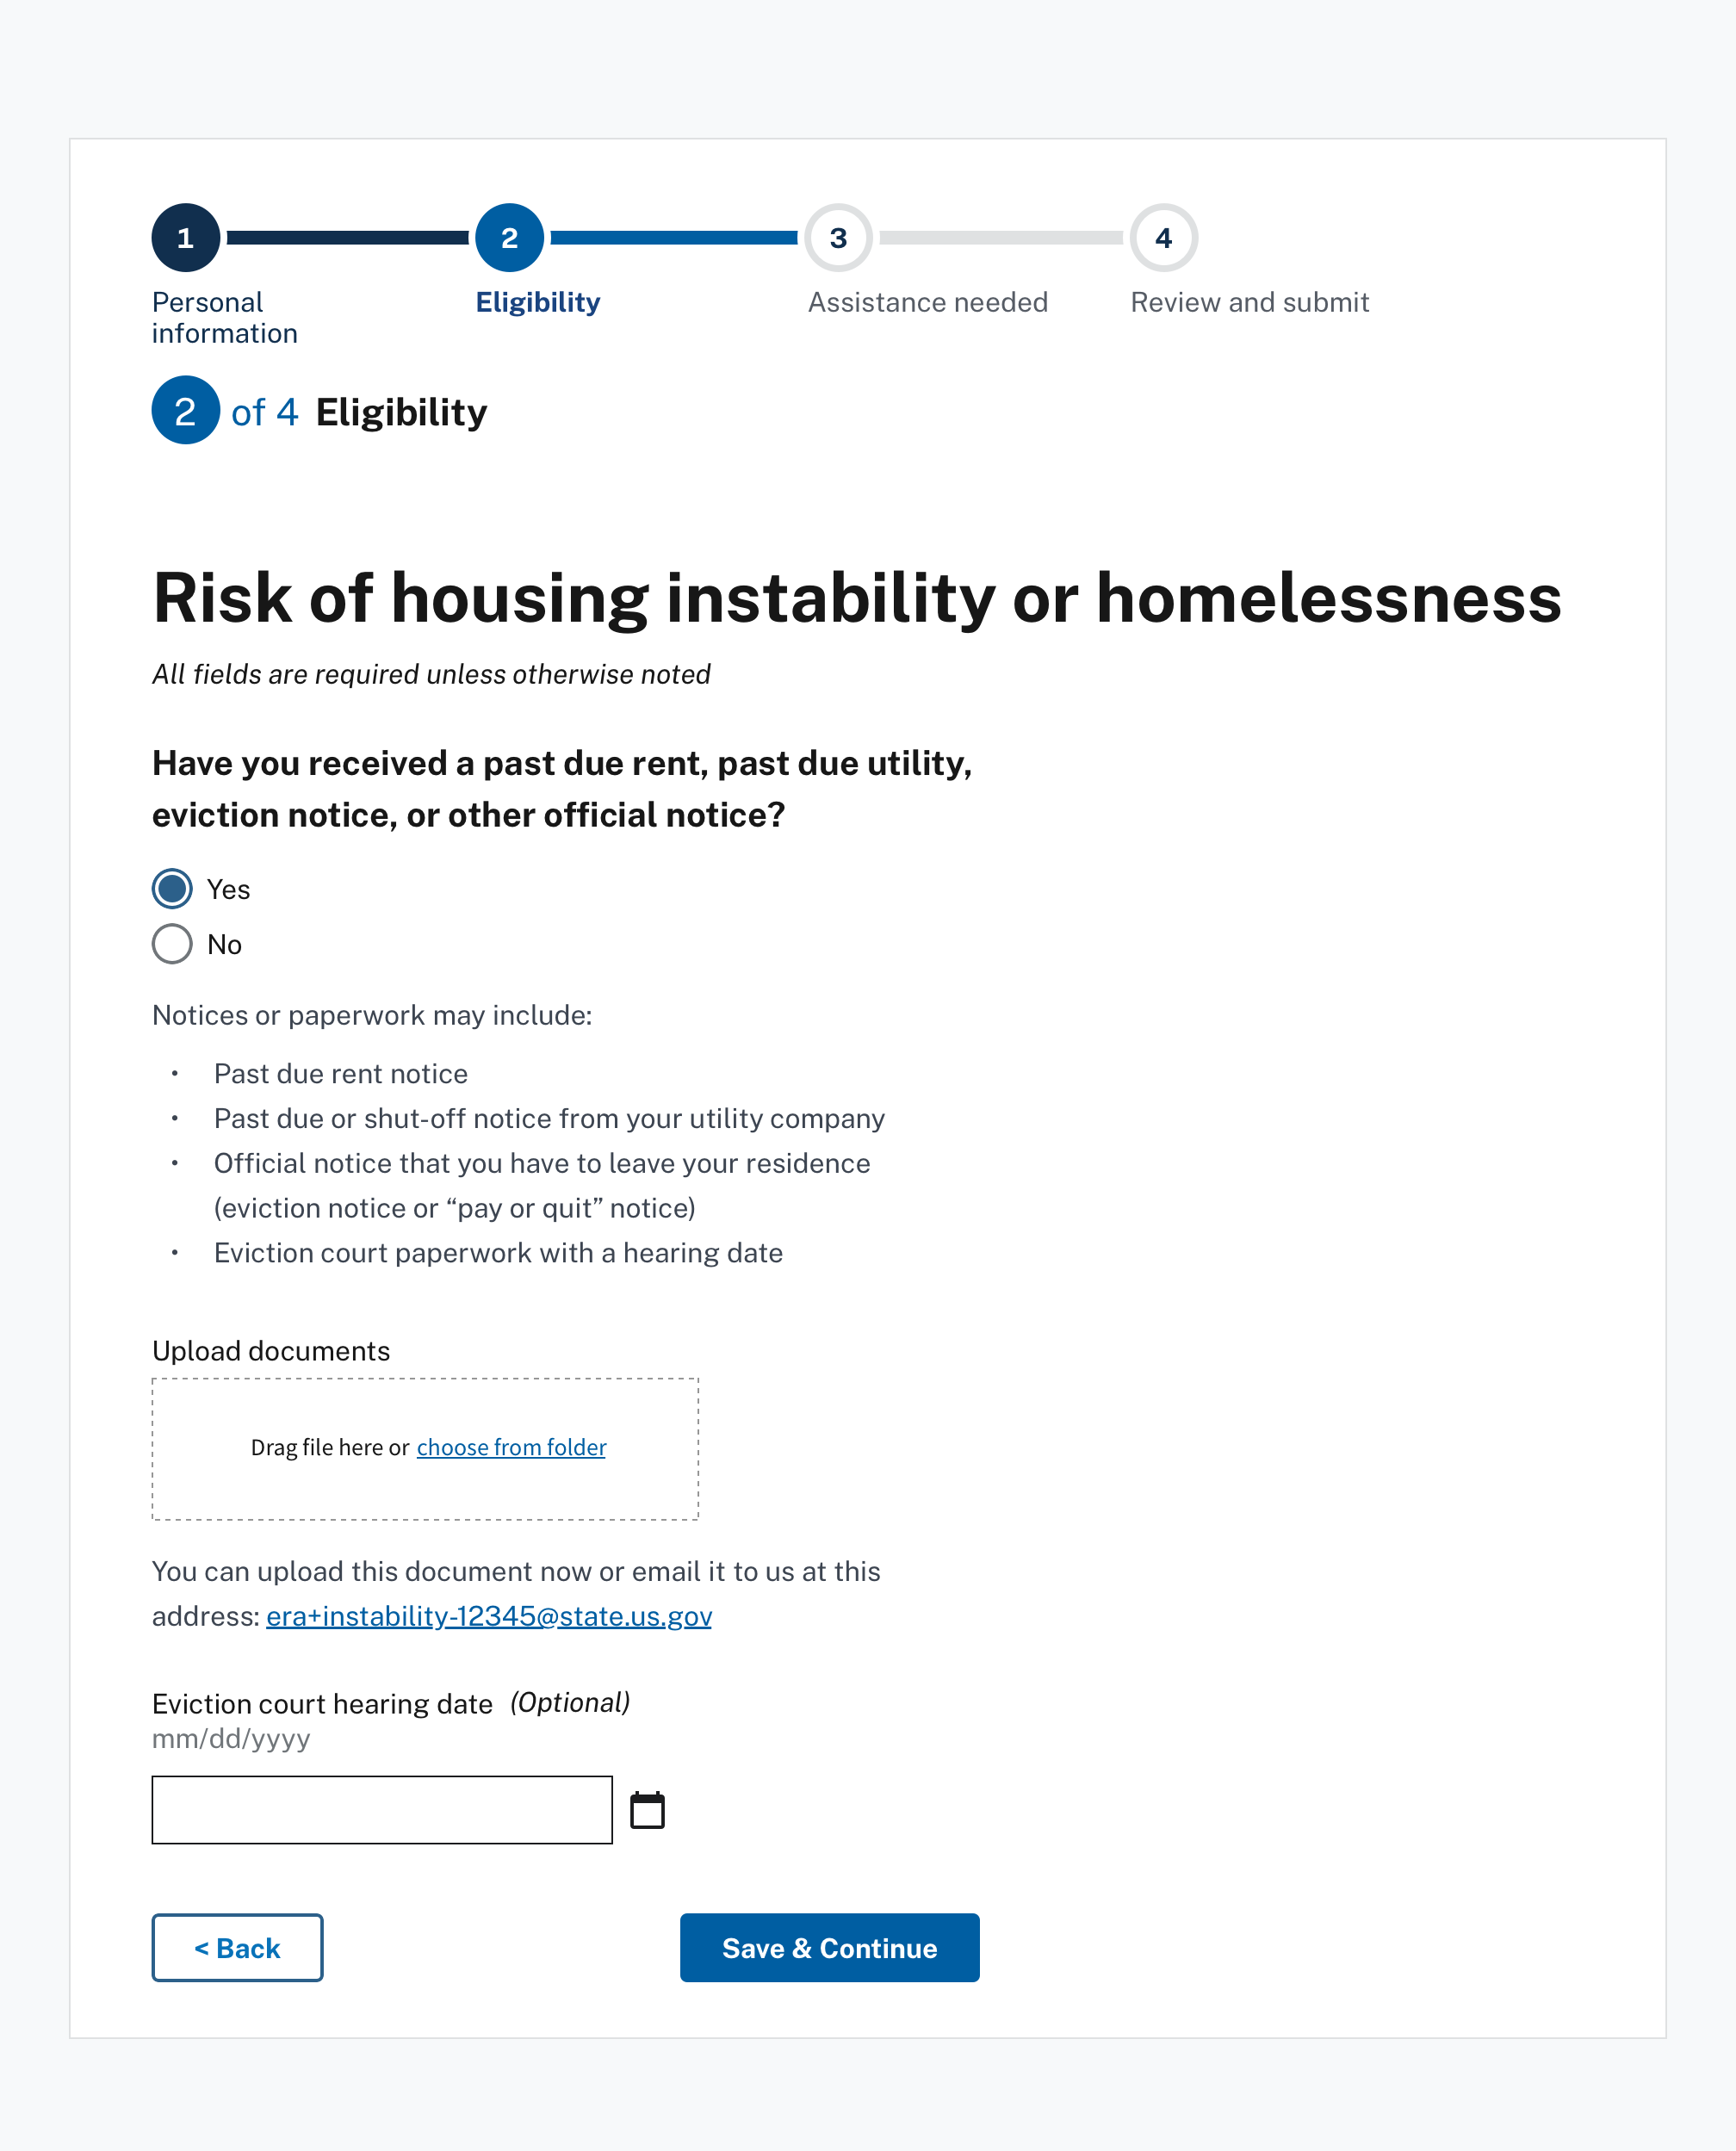 1
2
3
4
Personal
information
Eligibility
Assistance needed
Review and submit
2 of 4 Eligibility
Risk of housing instability or homelessness
All fields are required unless otherwise noted
Have you received a past due rent, past due utility,
eviction notice, or other official notice?
Yes
No
Notices or paperwork may include:
• Past due rent notice
• Past due or shut-off notice from your utility company
• Official notice that you have to leave your residence
(eviction notice or “pay or quit” notice)
• Eviction court paperwork with a hearing date
Upload documents
Drag file here or choose from folder
You can upload this document now or email it to us at this
address: era+instability-12345@state.us.gov
Eviction court hearing date (Optional)
mm/dd/yyyy
< Back
Save & Continue